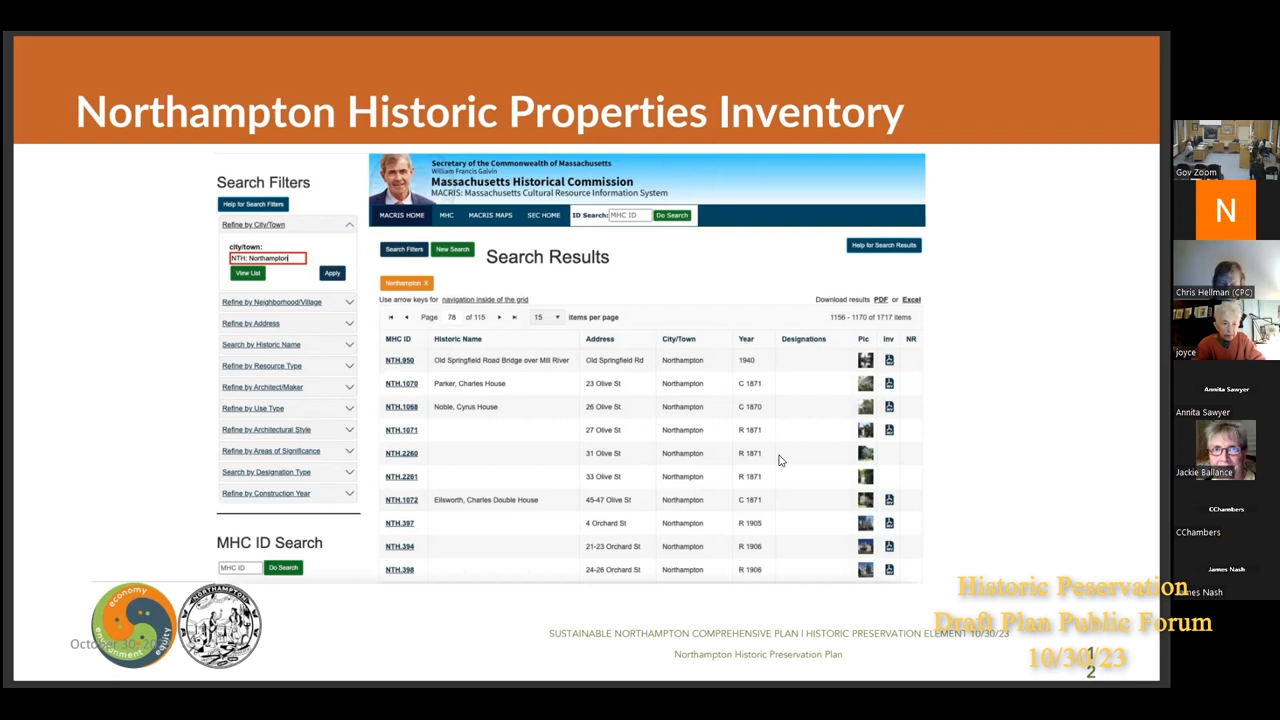 Northampton Historic Properties Inventory
Search Filters
Help for Search Filters
Refine by City/Town
city/town:
NTH: Northampton
View List
Apply
Refine by Neighborhood/Village
Refine by Address
Search by Historic Name
Refine by Resource Type
Refine by Architect/Maker
Refine by Use Type
Refine by Architectural Style
Refine by Areas of Significance
Search by Designation Type
Refine by Construction Year
MHC ID Search
MHC ID
Do Search
Secretary of the Commonwealth of Massachusetts
William Francis Galvin
Massachusetts Historical Commission
MACRIS: Massachusetts Cultural Resource Information System
MACRIS HOME MHC MACRIS MAPS SEC HOME ID Search: MHC ID Do Search
Search Filters New Search Search Results Help for Search Results
Northampton X
Use arrow keys for navigation inside of the grid Download results PDF or Excel
Page 78 of 115 15 items per page 1156 - 1170 of 1717 items
MHC ID Historic Name Address City/Town Year Designations Pic Inv NR
NTH.950 Old Springfield Road Bridge over Mill River Old Springfield Rd Northampton 1940
NTH.1070 Parker, Charles House 23 Olive St Northampton C 1871
NTH.1068 Noble, Cyrus House 26 Olive St Northampton C 1870
NTH.1071 27 Olive St Northampton R 1871
NTH.2260 31 Olive St Northampton R 1871
NTH.2261 33 Olive St Northampton R 1871
NTH.1072 Ellsworth, Charles Double House 45-47 Olive St Northampton C 1871
NTH.397 4 Orchard St Northampton R 1905
NTH.394 21-23 Orchard St Northampton R 1906
NTH.398 24-26 Orchard St Northampton R 1906
economy
environment
equity
NORTHAMPTON
October 30, 20
SUSTAINABLE NORTHAMPTON COMPREHENSIVE PLAN | HISTORIC PRESERVATION ELEMENT 10/30/23
Northampton Historic Preservation Plan
1
2
Historic Peservation
Draft Plan Public Forum
10/30/23
Gov Zoom
N
Chris Hellman (CPC)
joyce
Annita Sawyer
Annita Sawyer
Jackie Ballance
CChambers
CChambers
James Nash
James Nash